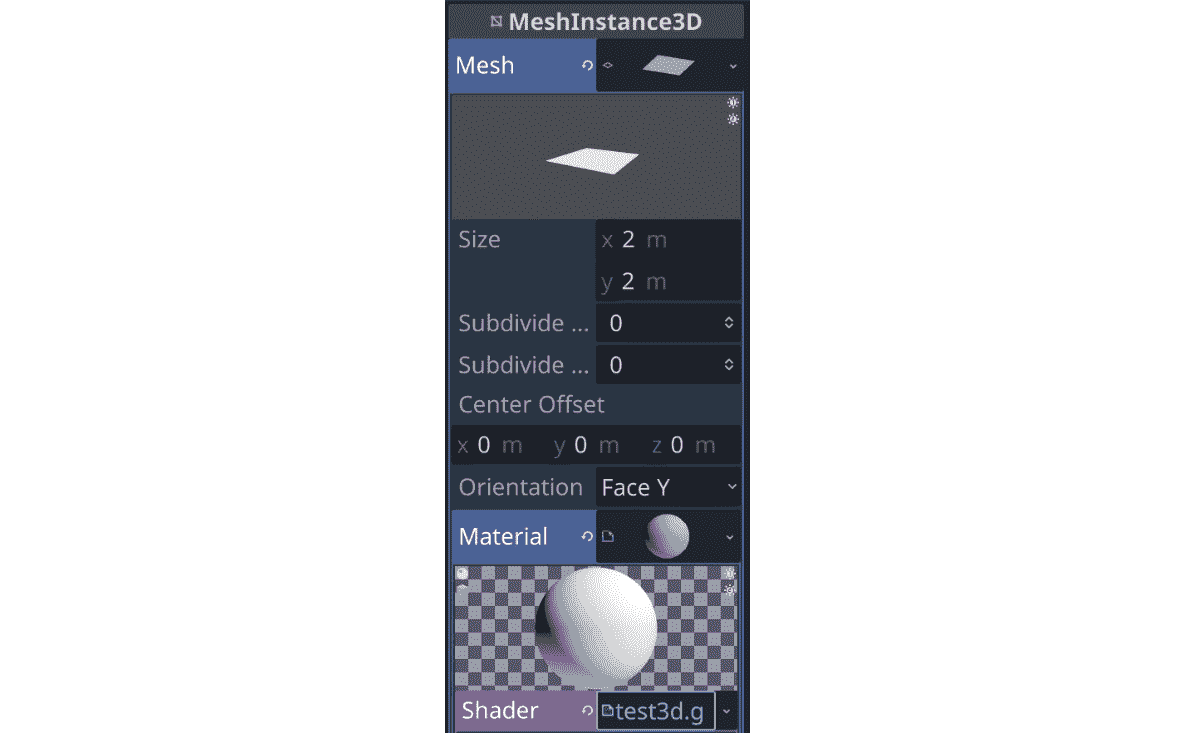 MeshInstance3D
Mesh
Size x 2 m
y 2 m
Subdivide ... 0
Subdivide ... 0
Center Offset
x 0 m y 0 m z 0 m
Orientation Face Y
Material
Shader test3d.g